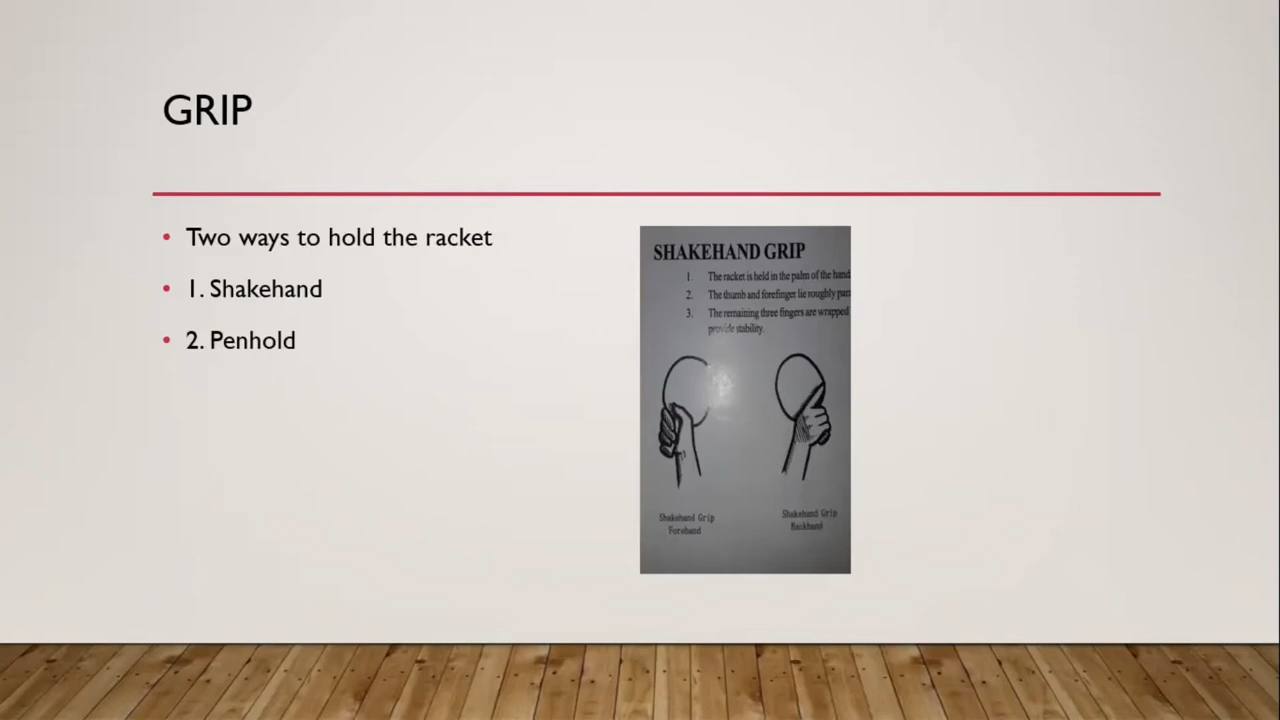 GRIP
Two ways to hold the racket
1. Shakehand
2. Penhold
SHAKEHAND GRIP
1. The racket is held in the palm of the hand
2. The thumb and forefinger lie roughly
3. The remaining three fingers are wrapped
provide stability.
Shakehand Grip
Forehand
Shakehand Grip
Backhand